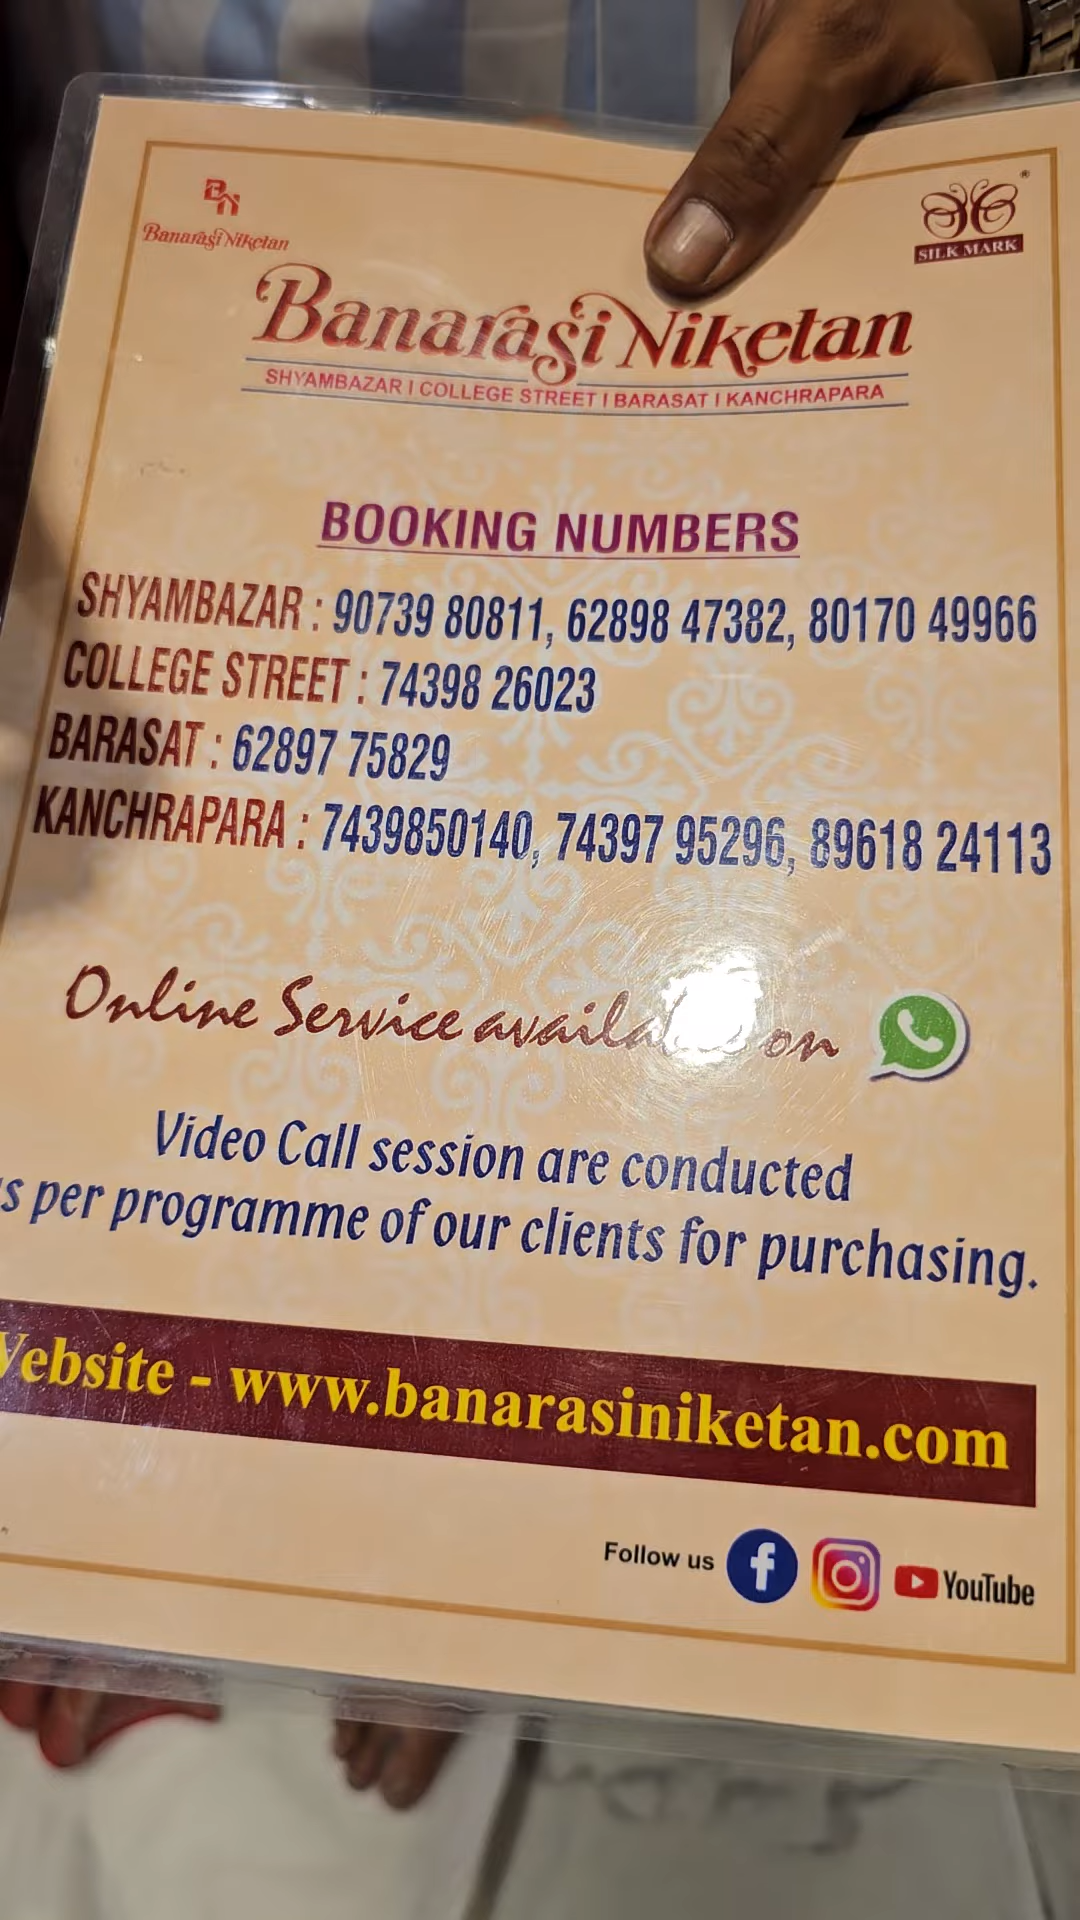 BN
Banarasi Niketan
®
SILK MARK
Banarasi Niketan
SHYAMBAZAR I COLLEGE STREET I BARASAT I KANCHRAPARA
BOOKING NUMBERS
SHYAMBAZAR : 90739 80811, 62898 47382, 80170 49966
COLLEGE STREET : 74398 26023
BARASAT : 62897 75829
KANCHRAPARA : 7439850140, 74397 95296, 89618 24113
Online Service on
Video Call session are conducted
per programme of our clients for purchasing.
Website - www.banarasiniketan.com
Follow us
YouTube